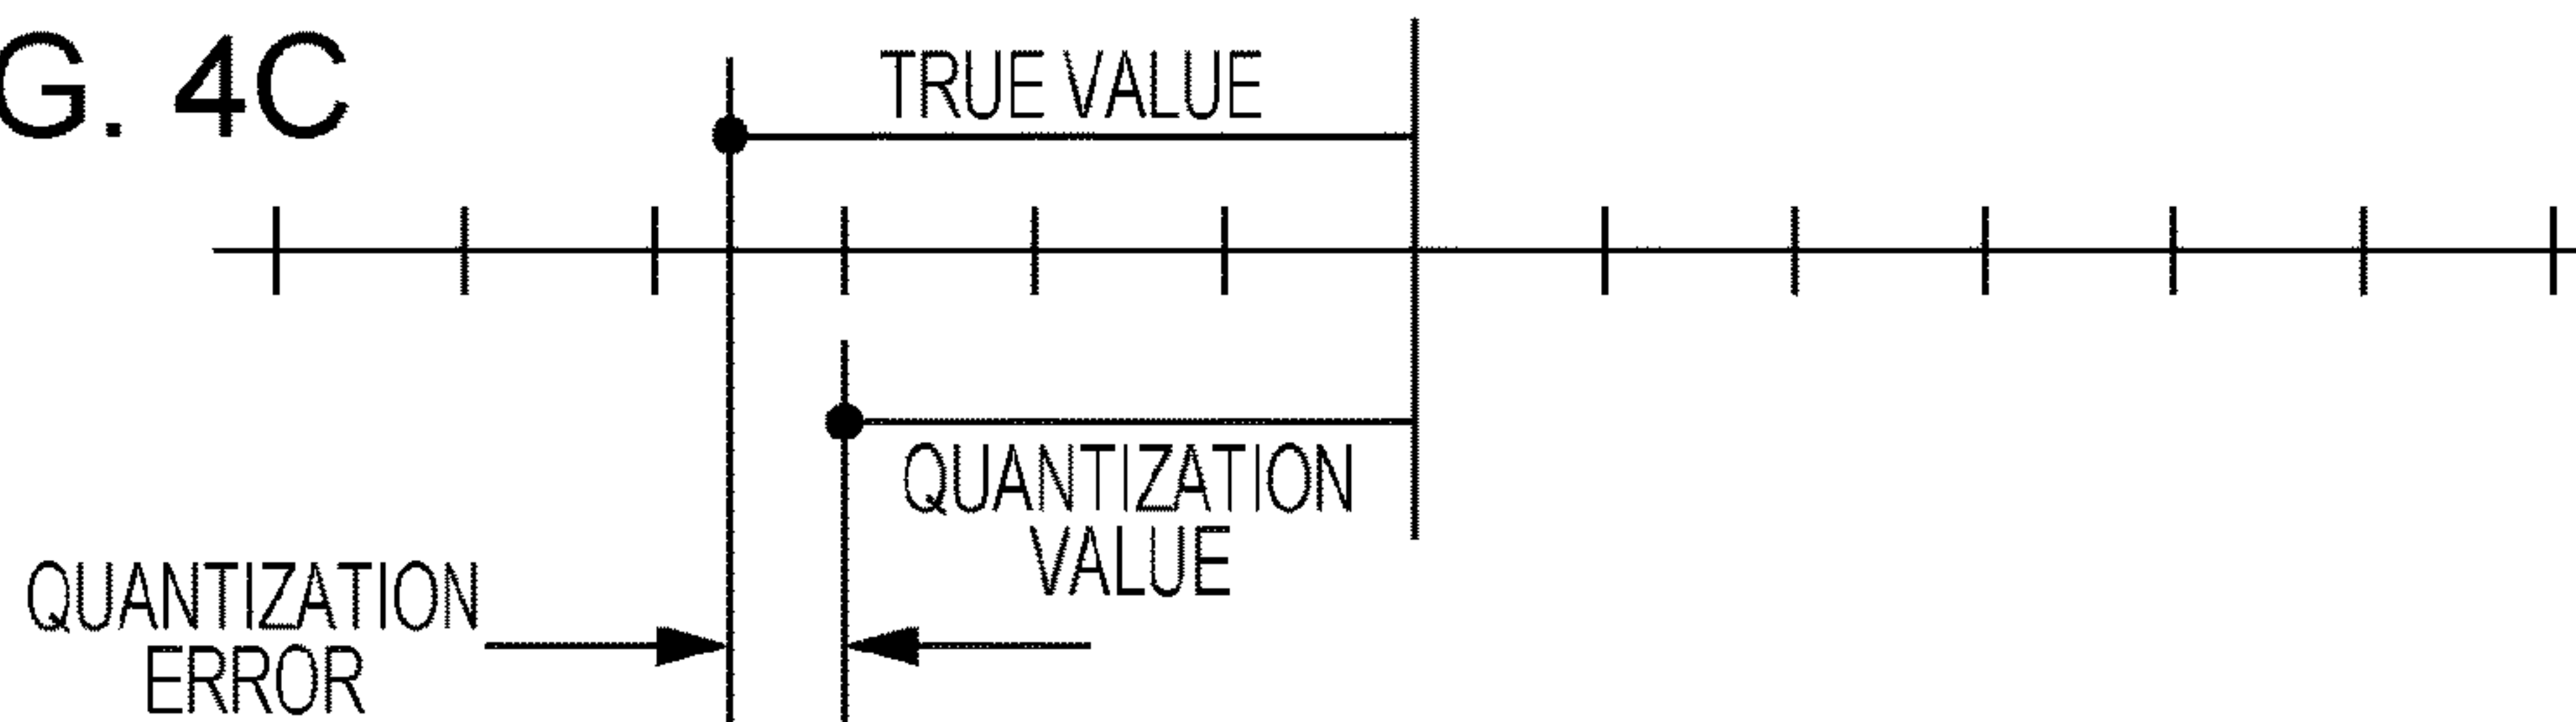 G. 4C
TRUE VALUE
QUANTIZATION
VALUE
QUANTIZATION
ERROR